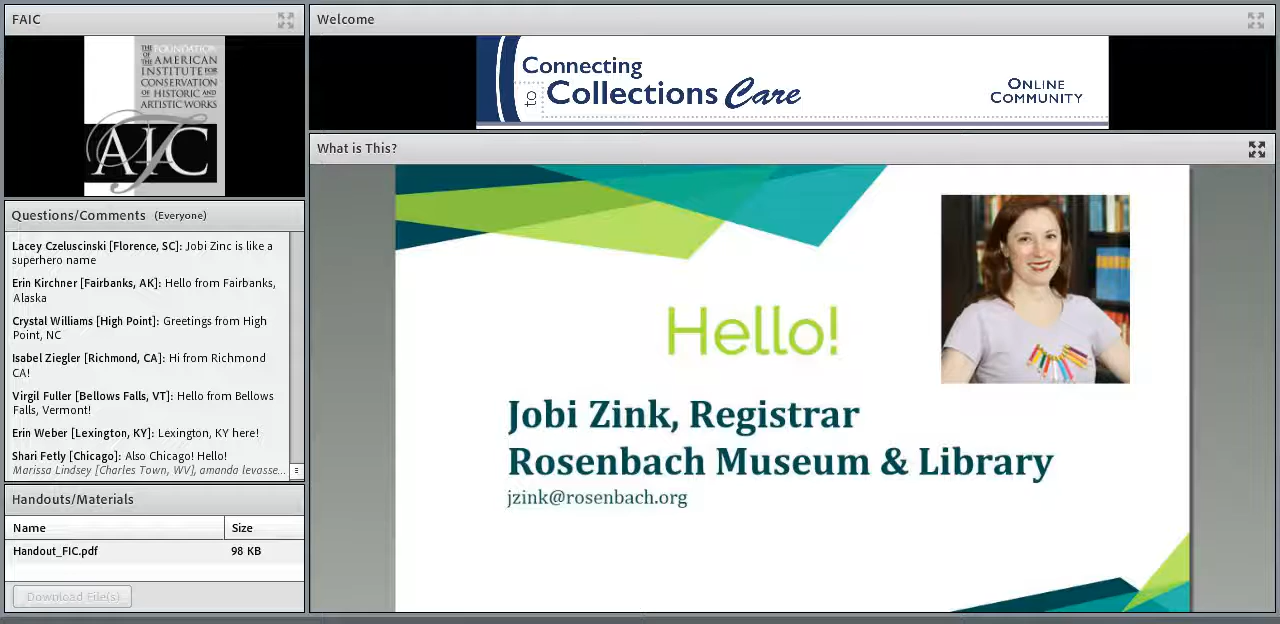 FAIC
THE FOUNDATION
OF THE AMERICAN
INSTITUTE FOR
CONSERVATION
OF HISTORIC AND
ARTISTIC WORKS
FAIC
Questions/Comments (Everyone)
Lacey Czeluscinski [Florence, SC]: Jobi Zinc is like a
superhero name
Erin Kirchner [Fairbanks, AK]: Hello from Fairbanks,
Alaska
Crystal Williams [High Point]: Greetings from High
Point, NC
Isabel Ziegler [Richmond, CA]: Hi from Richmond
CA!
Virgil Fuller [Bellows Falls, VT]: Hello from Bellows
Falls, Vermont!
Erin Weber [Lexington, KY]: Lexington, KY here!
Shari Fetly [Chicago]: Also Chicago! Hello!
Marissa Lindsey [Charles Town, WV], amanda levasse...
Handouts/Materials
Name Size
Handout_FIC.pdf 98 KB
Download File(s)
Welcome
Connecting
to Collections Care
ONLINE
COMMUNITY
What is This?
Hello!
Jobi Zink, Registrar
Rosenbach Museum & Library
jzink@rosenbach.org